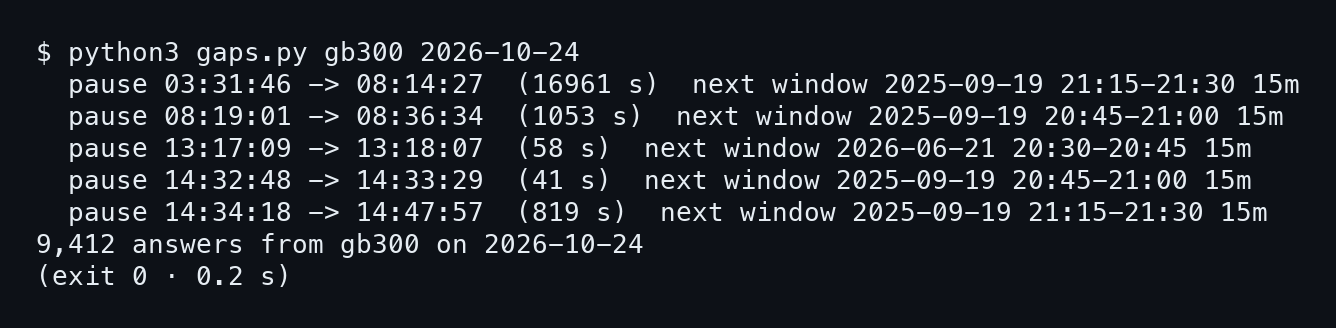 $ python3 gaps.py gb300 2026-10-24
pause 03:31:46 -> 08:14:27 (16961 s) next window 2025-09-19 21:15-21:30 15m
pause 08:19:01 -> 08:36:34 (1053 s) next window 2025-09-19 20:45-21:00 15m
pause 13:17:09 -> 13:18:07 (58 s) next window 2026-06-21 20:30-20:45 15m
pause 14:32:48 -> 14:33:29 (41 s) next window 2025-09-19 20:45-21:00 15m
pause 14:34:18 -> 14:47:57 (819 s) next window 2025-09-19 21:15-21:30 15m
9,412 answers from gb300 on 2026-10-24
(exit 0 · 0.2 s)